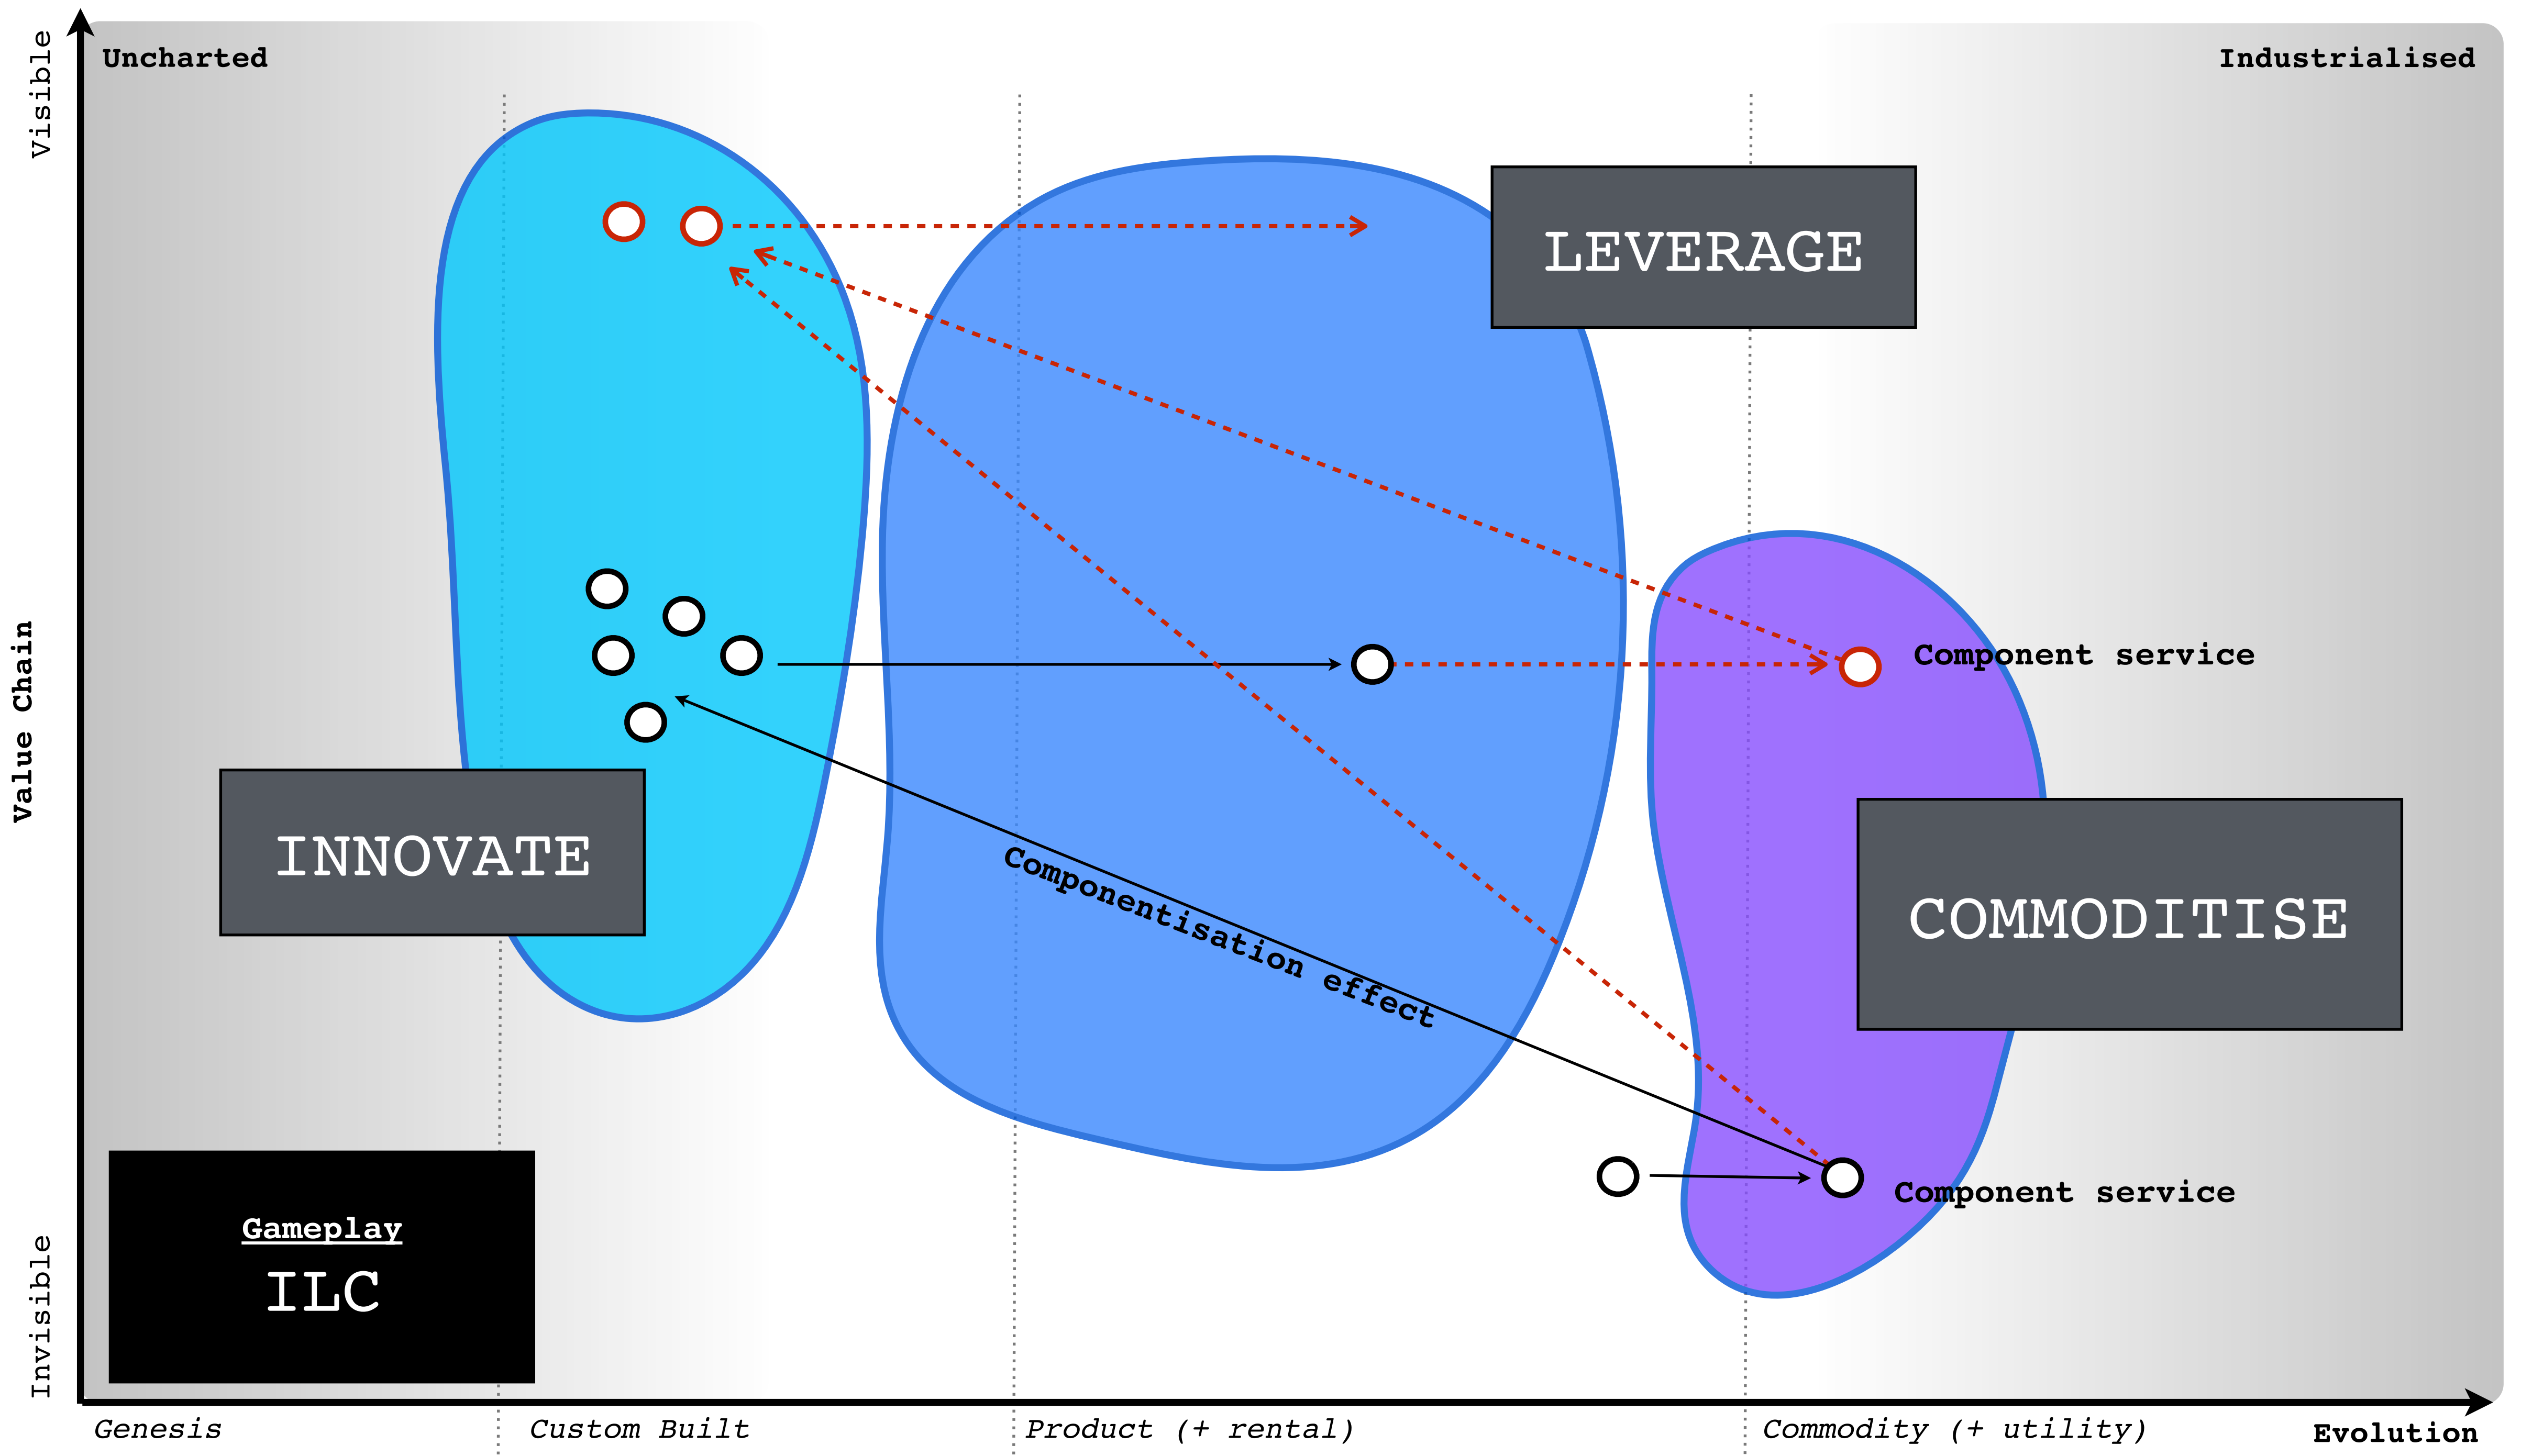 Uncharted
Industrialised
Visible
LEVERAGE
Component service
Value Chain
INNOVATE
COMMODITISE
Componentisation effect
Component service
Gameplay
ILC
Invisible
Genesis
Custom Built
Product (+ rental)
Commodity (+ utility)
Evolution